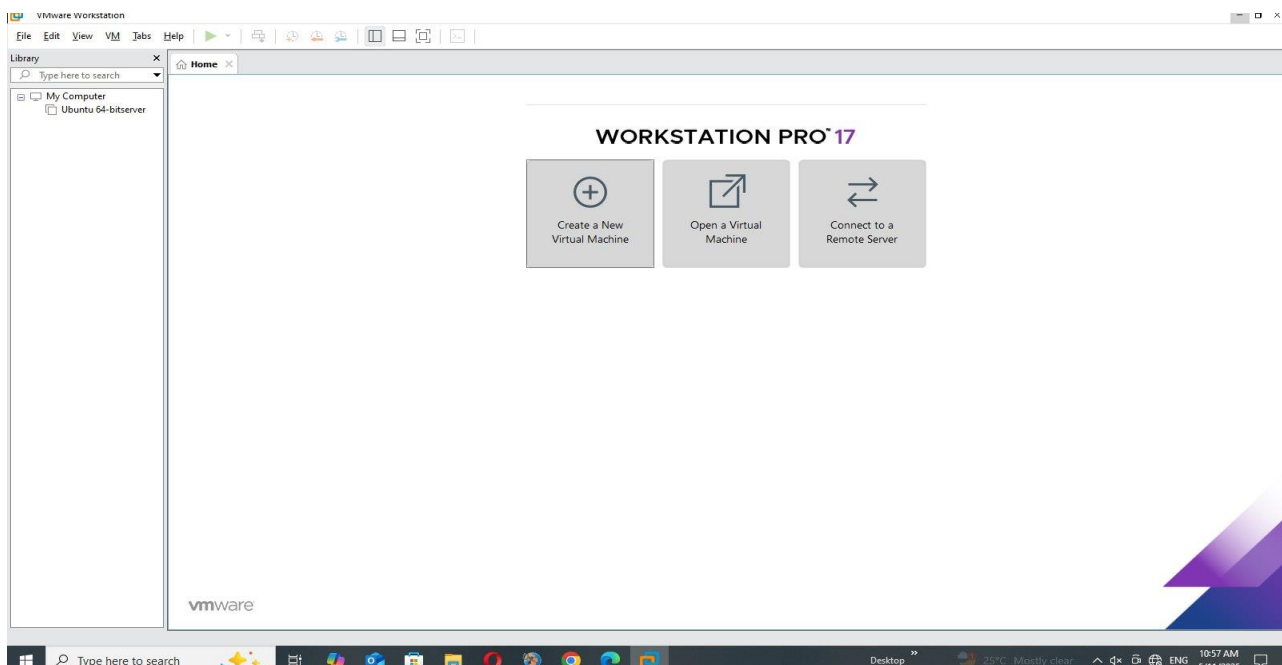 VMware Workstation
File Edit View VM Tabs Help
Library
Type here to search
My Computer
Ubuntu 64-bitserver
Home
WORKSTATION PRO™ 17
Create a New
Virtual Machine
Open a Virtual
Machine
Connect to a
Remote Server
vmware
Type here to search
Desktop
25°C Mostly clear
ENG
10:57 AM